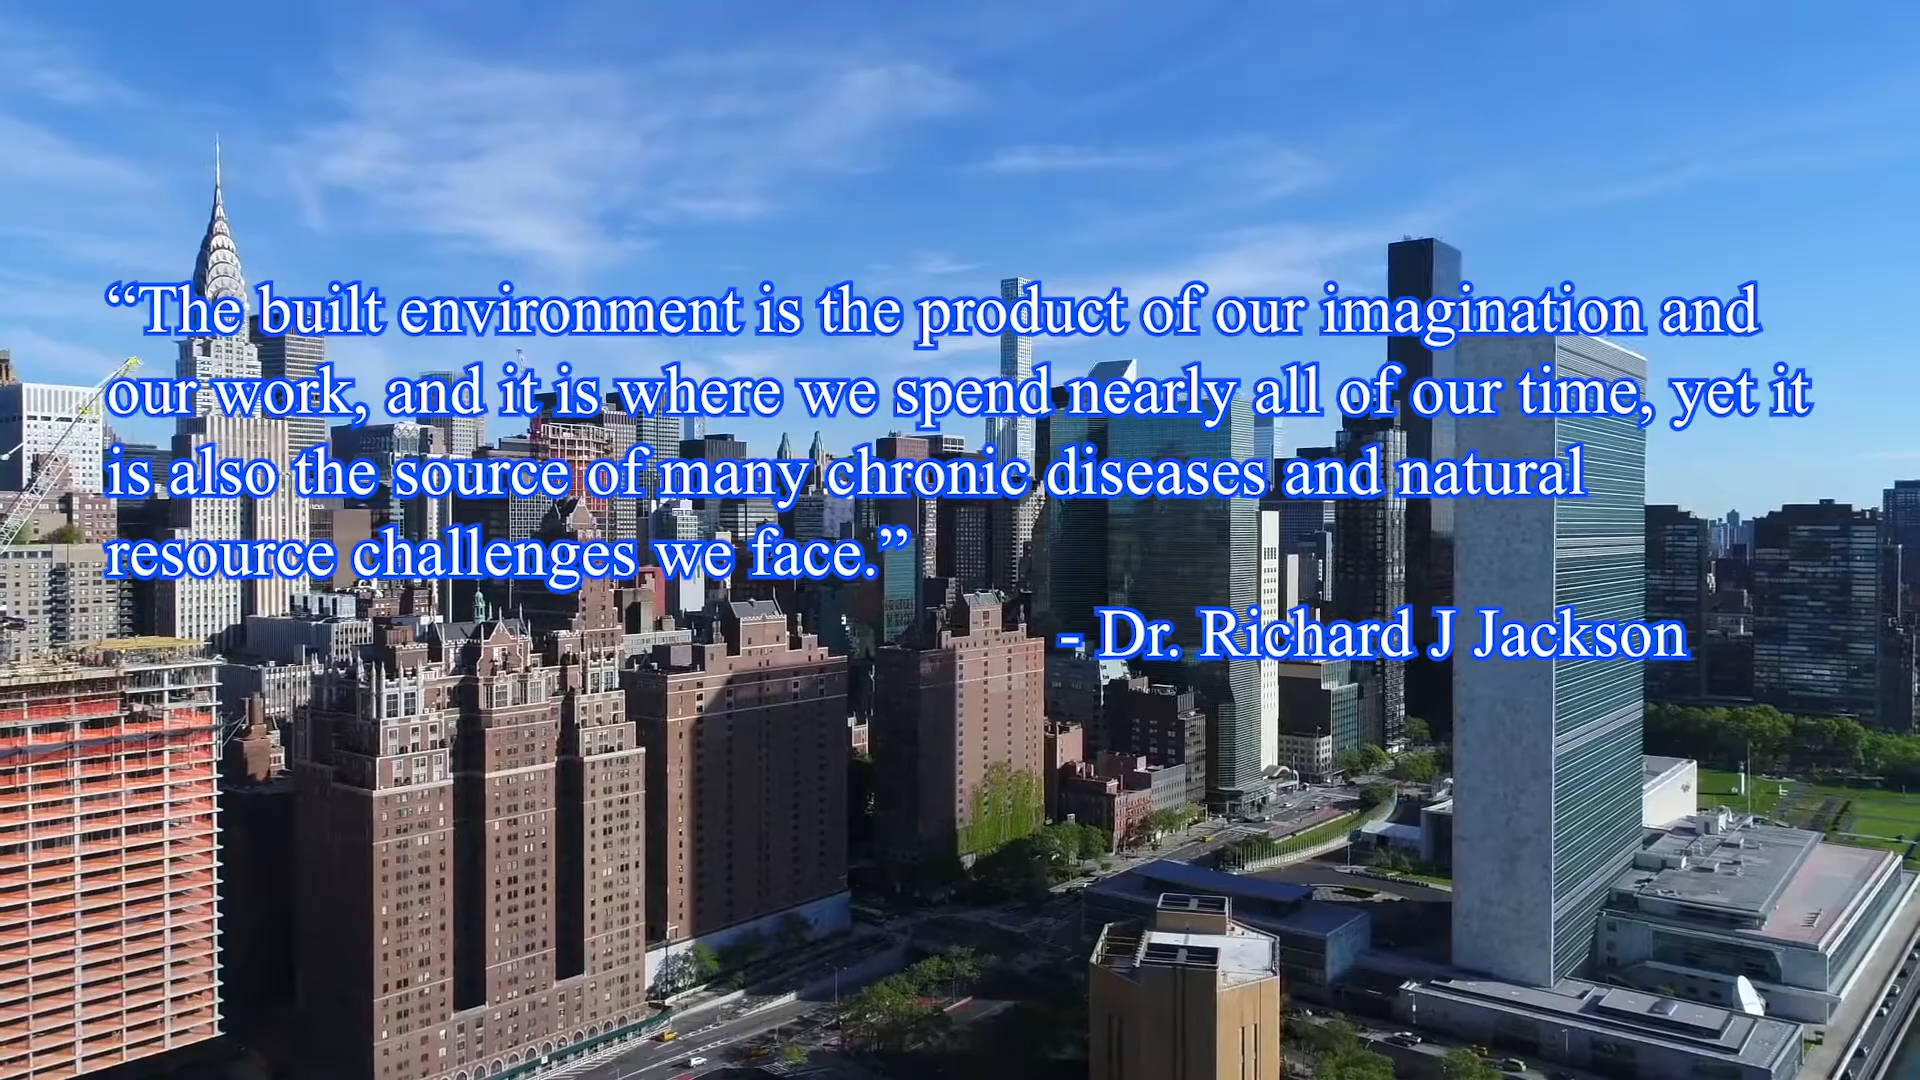 “The built environment is the product of our imagination and
our work, and it is where we spend nearly all of our time, yet it
is also the source of many chronic diseases and natural
resource challenges we face.”
- Dr. Richard J Jackson